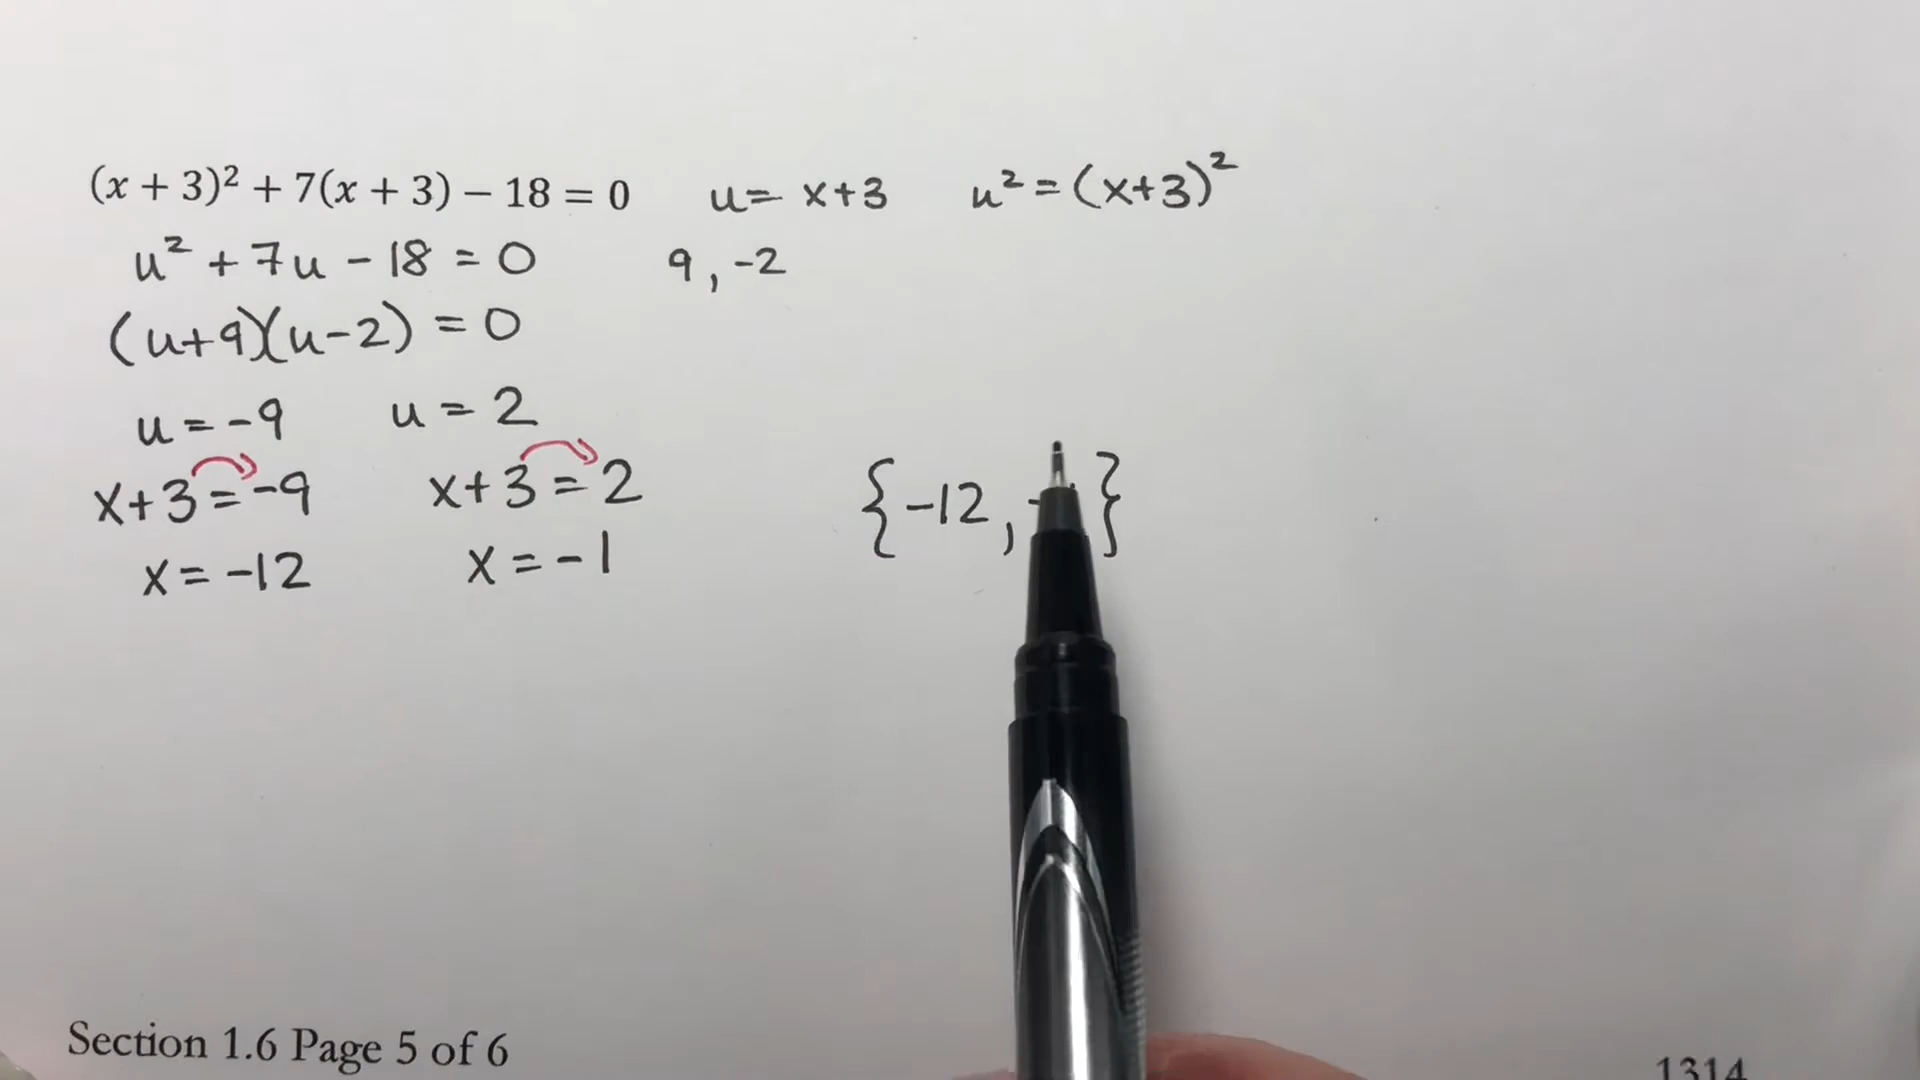 (x + 3)² + 7(x + 3) − 18 = 0 u = x+3 u² = (x+3)²
u² + 7u − 18 = 0 9, -2
(u+9)(u−2) = 0
u = -9 u = 2
x+3 = -9 x+3 = 2
{-12, - }
x = -12 x = -1
Section 1.6 Page 5 of 6
1314